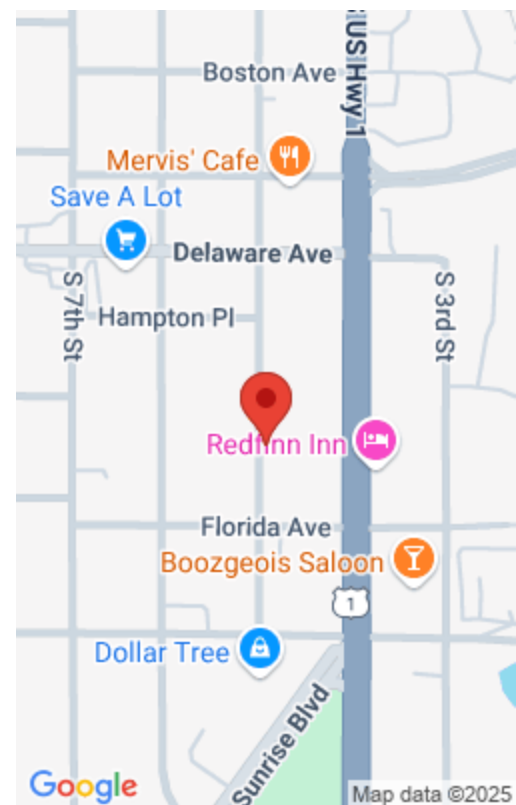 S US Hwy 1
Boston Ave
Mervis' Cafe
Save A Lot
Delaware Ave
S 7th St
Hampton Pl
S 3rd St
Redfinn Inn
Florida Ave
Boozgeois Saloon
1
Dollar Tree
Sunrise Blvd
Google
Map data ©2025